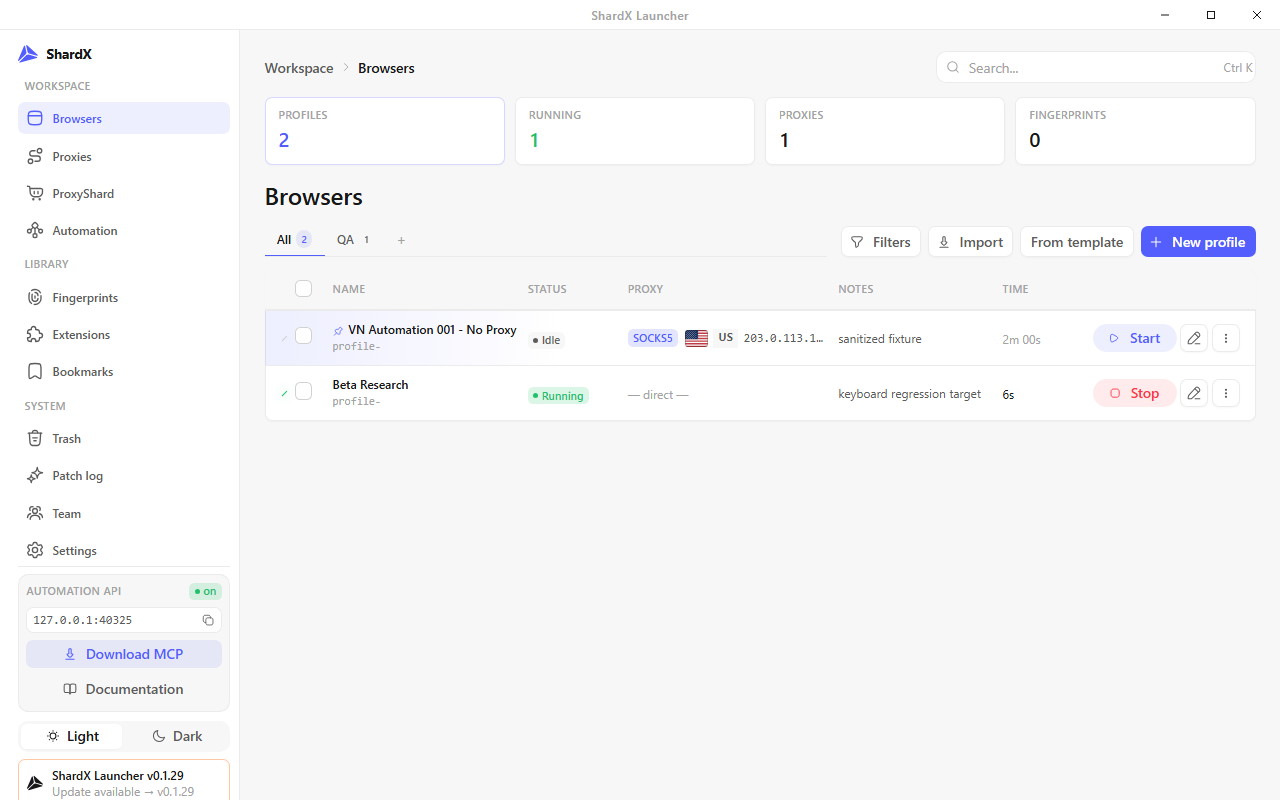 ShardX Launcher
ShardX
WORKSPACE
Browsers
Proxies
ProxyShard
Automation
LIBRARY
Fingerprints
Extensions
Bookmarks
SYSTEM
Trash
Patch log
Team
Settings
AUTOMATION API
on
127.0.0.1:40325
Download MCP
Documentation
Light
Dark
ShardX Launcher v0.1.29
Update available → v0.1.29
Workspace > Browsers
Search...
Ctrl K
PROFILES
2
RUNNING
1
PROXIES
1
FINGERPRINTS
0
Browsers
All 2
QA 1
+
Filters
Import
From template
+ New profile
NAME STATUS PROXY NOTES TIME
VN Automation 001 - No Proxy
profile-
Idle
SOCKS5 US 203.0.113.1...
sanitized fixture
2m 00s
Start
Beta Research
profile-
Running
— direct —
keyboard regression target
6s
Stop